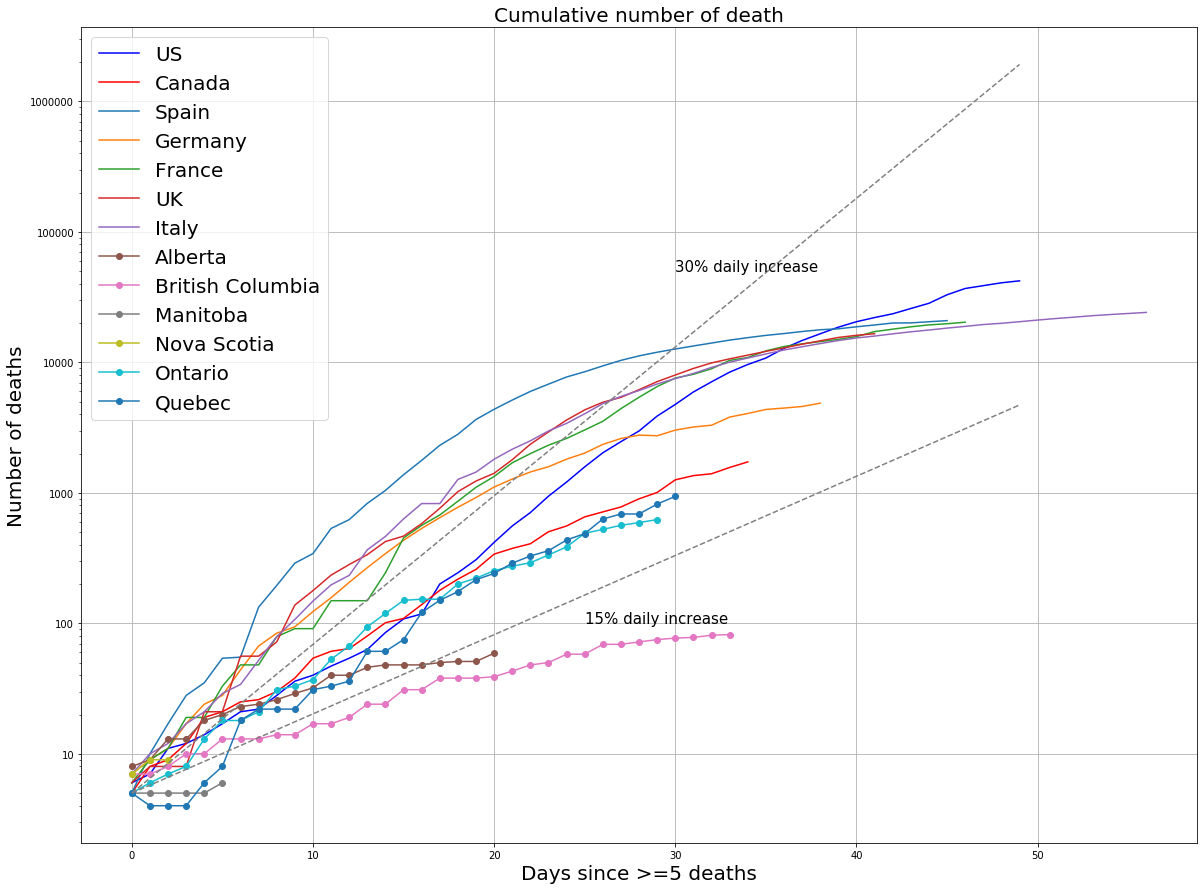 Cumulative number of death
US
Canada
Spain
Germany
France
UK
Italy
Alberta
British Columbia
Manitoba
Nova Scotia
Ontario
Quebec
30% daily increase
15% daily increase
Number of deaths
1000000
100000
10000
1000
100
10
0 10 20 30 40 50
Days since >=5 deaths